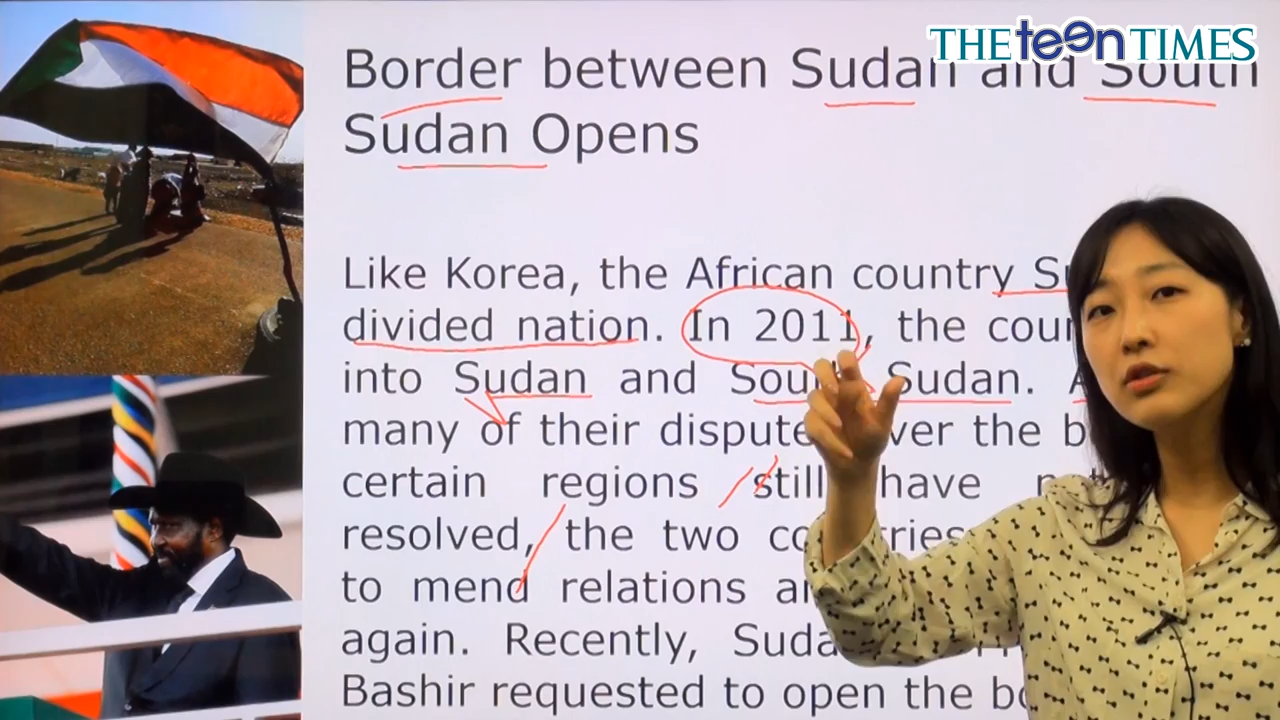 THE teen TIMES
Border between Sudan and South
Sudan Opens
Like Korea, the African country
divided nation. In 2011, the
into Sudan and South Sudan.
many of their dispute over the
certain regions still have
resolved, the two
to mend relations
again. Recently,
Bashir requested to open the